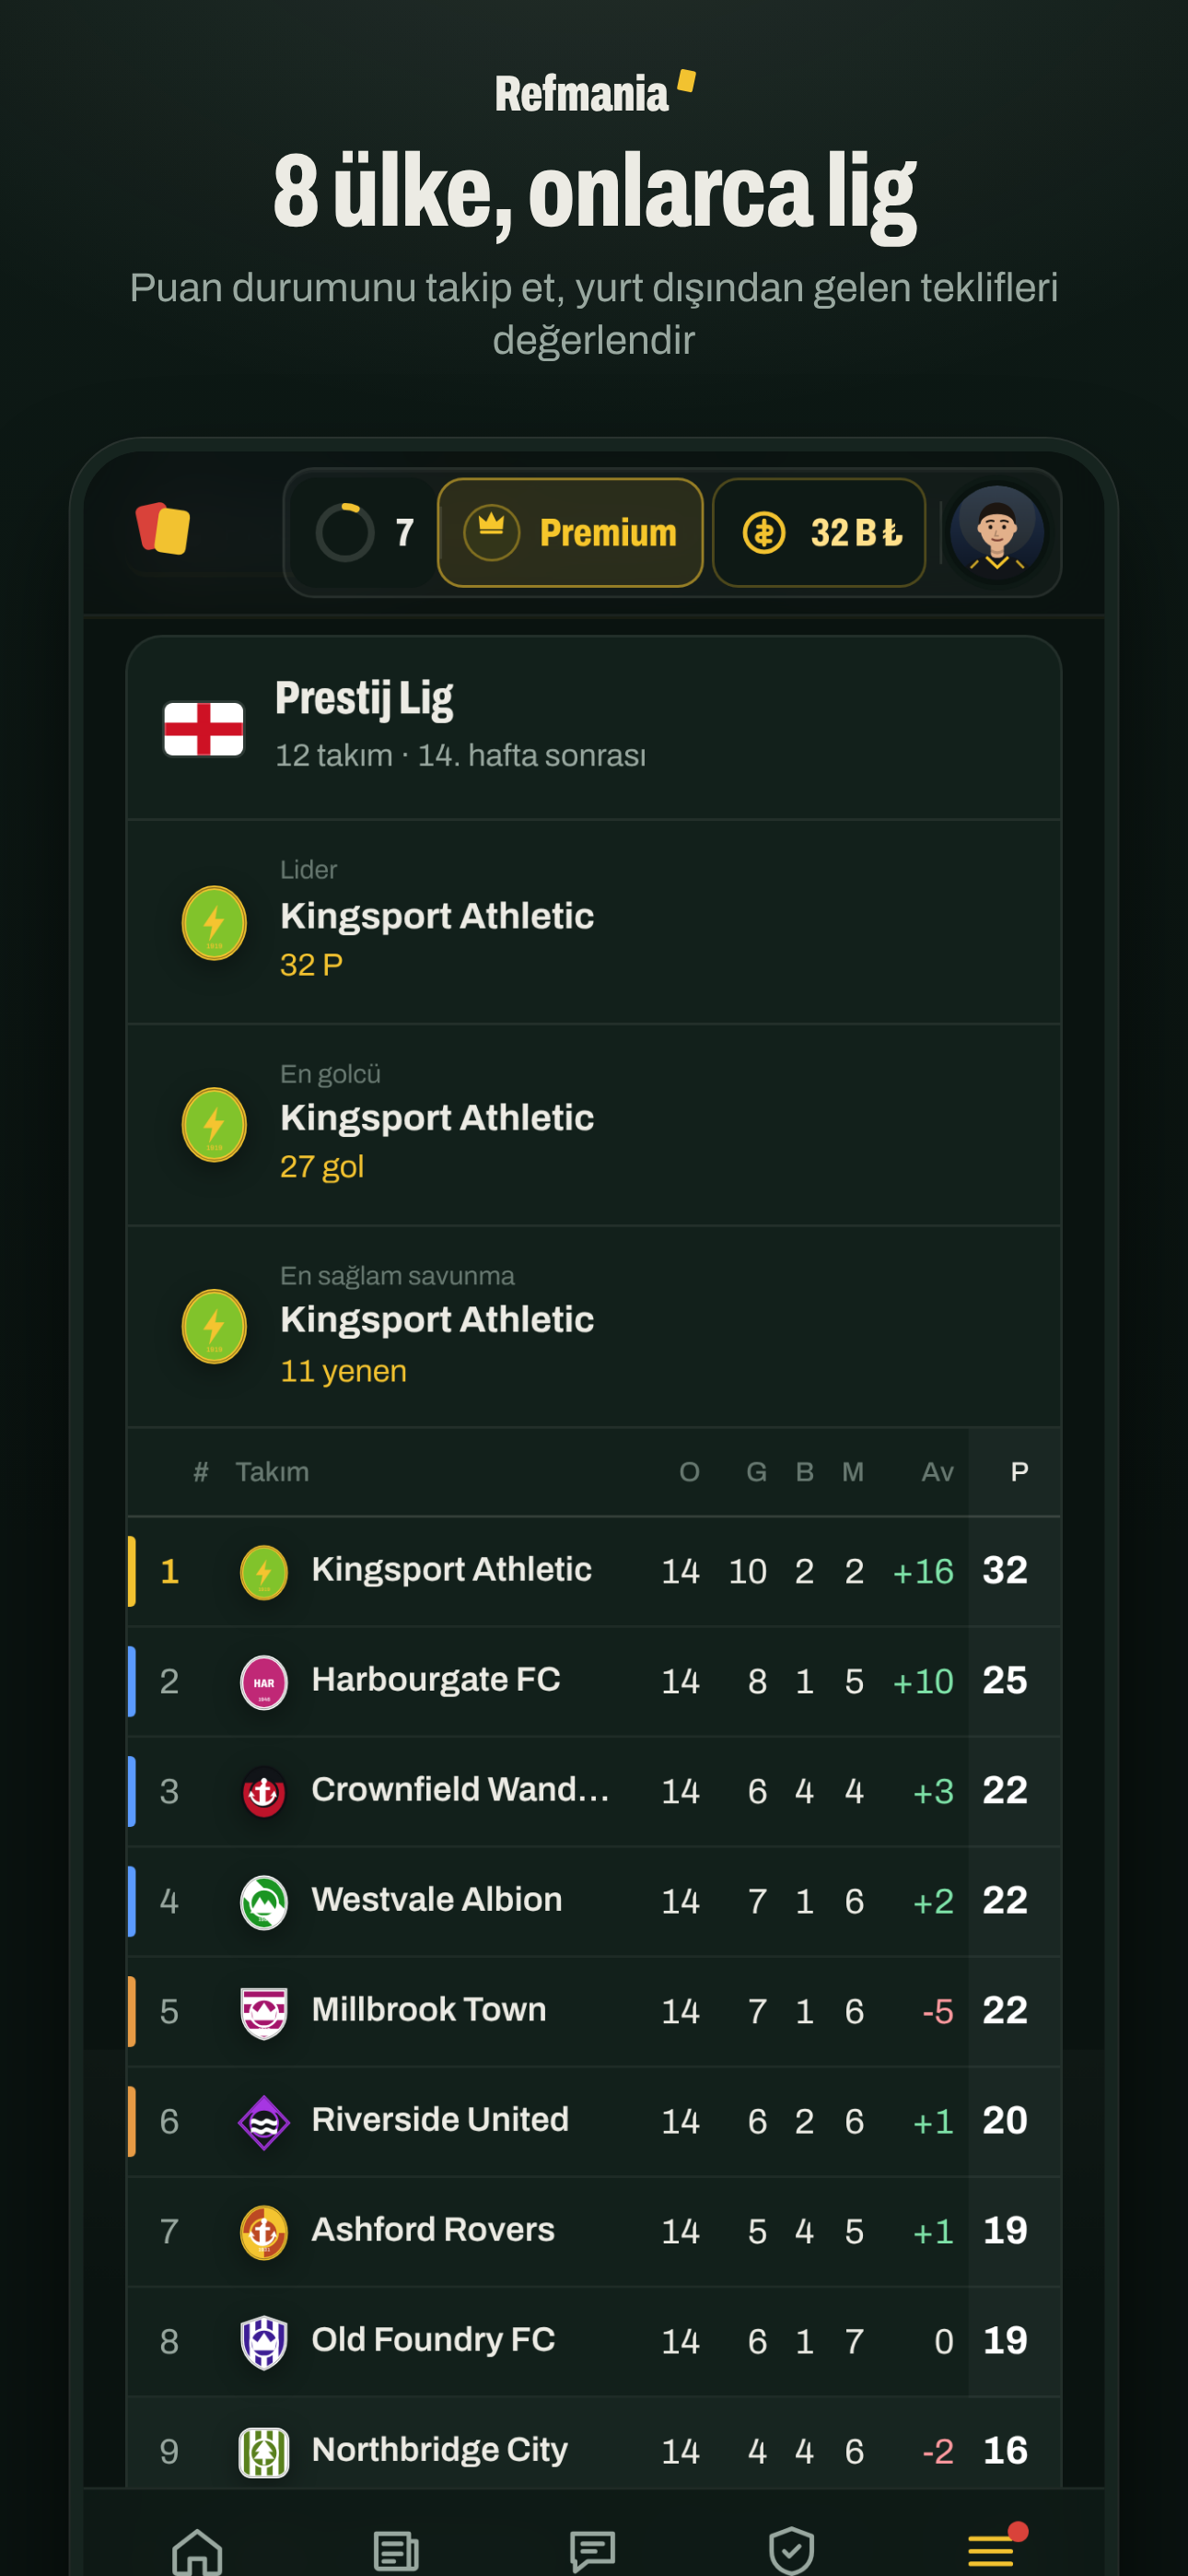 Refmania
8 ülke, onlarca lig
Puan durumunu takip et, yurt dışından gelen teklifleri
değerlendir
7 Premium 32 B ₺
Prestij Lig
12 takım · 14. hafta sonrası
Lider
Kingsport Athletic
32 P
En golcü
Kingsport Athletic
27 gol
En sağlam savunma
Kingsport Athletic
11 yenen
# Takım O G B M Av P
1 Kingsport Athletic 14 10 2 2 +16 32
2 HAR Harbourgate FC 14 8 1 5 +10 25
3 Crownfield Wand... 14 6 4 4 +3 22
4 Westvale Albion 14 7 1 6 +2 22
5 Millbrook Town 14 7 1 6 -5 22
6 Riverside United 14 6 2 6 +1 20
7 Ashford Rovers 14 5 4 5 +1 19
8 Old Foundry FC 14 6 1 7 0 19
9 Northbridge City 14 4 4 6 -2 16